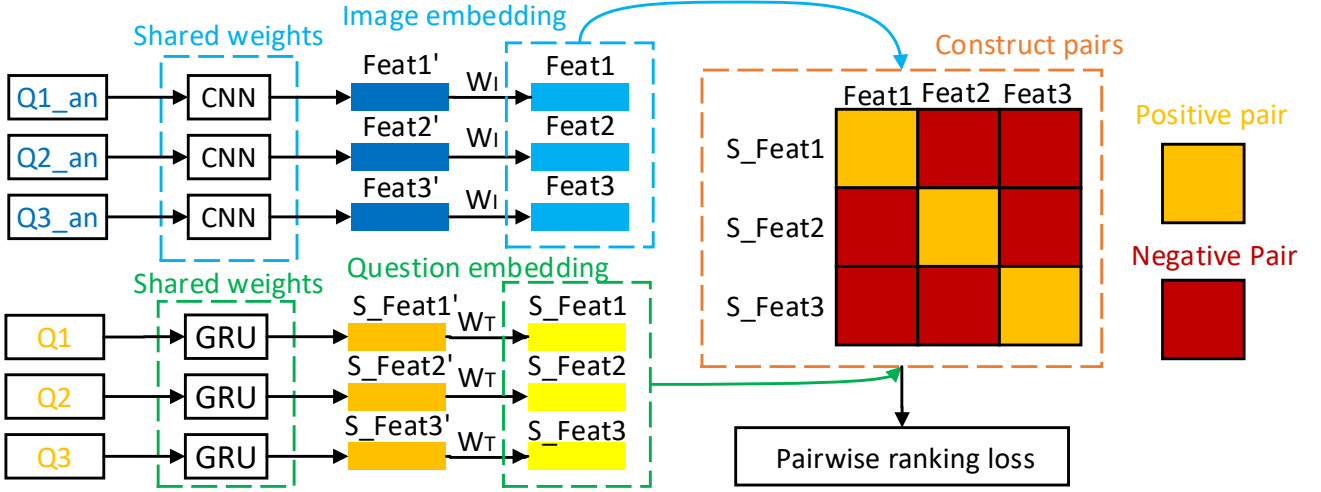 Image embedding
Shared weights
Construct pairs
Q1_an
CNN
Feat1'
WI
Feat1
Q2_an
CNN
Feat2'
WI
Feat2
Q3_an
CNN
Feat3'
WI
Feat3
Feat1 Feat2 Feat3
S_Feat1
S_Feat2
S_Feat3
Positive pair
Negative Pair
Question embedding
Shared weights
Q1
GRU
S_Feat1'
WT
S_Feat1
Q2
GRU
S_Feat2'
WT
S_Feat2
Q3
GRU
S_Feat3'
WT
S_Feat3
Pairwise ranking loss